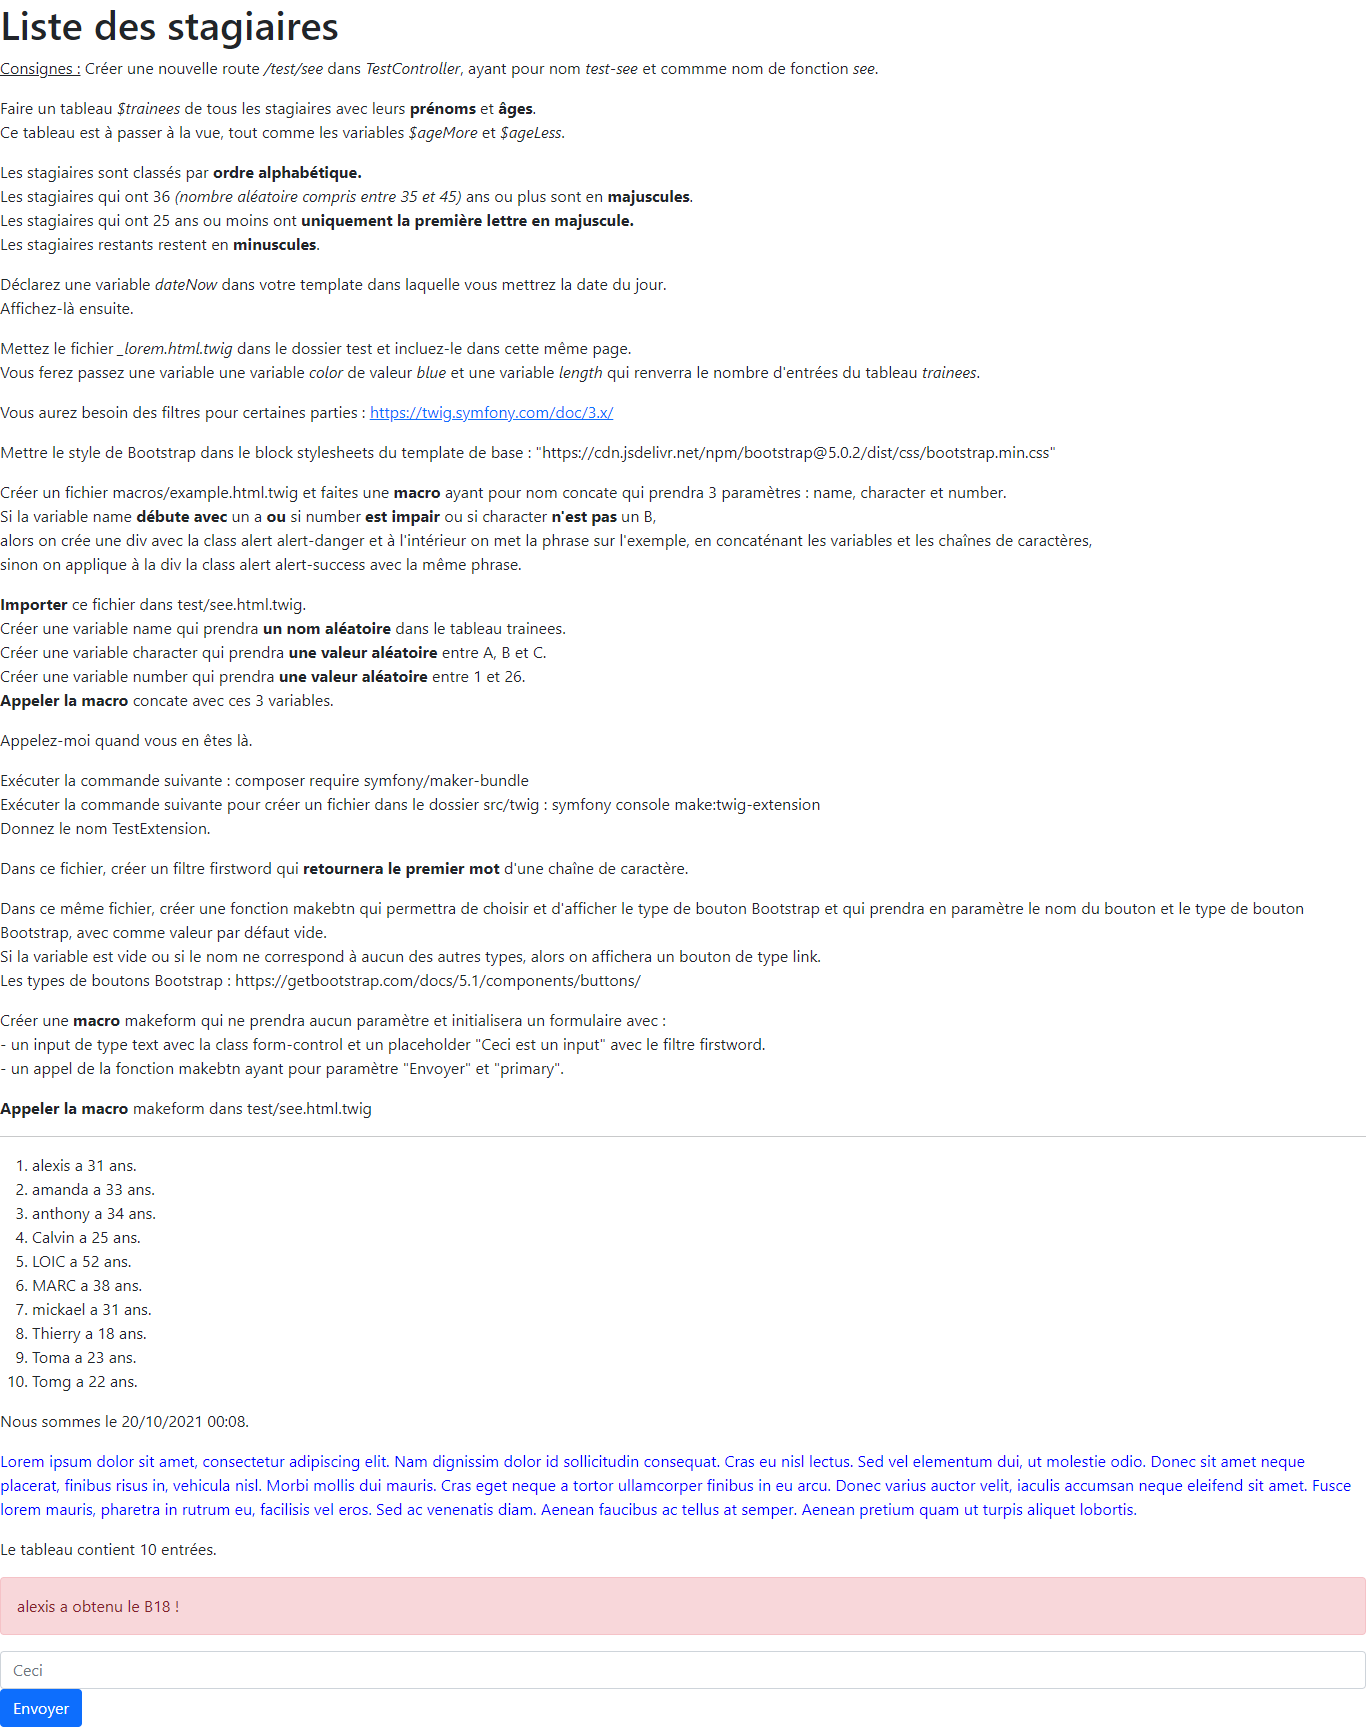 Liste des stagiaires
Consignes : Créer une nouvelle route /test/see dans TestController, ayant pour nom test-see et commme nom de fonction see.
Faire un tableau $trainees de tous les stagiaires avec leurs prénoms et âges.
Ce tableau est à passer à la vue, tout comme les variables $ageMore et $ageLess.
Les stagiaires sont classés par ordre alphabétique.
Les stagiaires qui ont 36 (nombre aléatoire compris entre 35 et 45) ans ou plus sont en majuscules.
Les stagiaires qui ont 25 ans ou moins ont uniquement la première lettre en majuscule.
Les stagiaires restants restent en minuscules.
Déclarez une variable dateNow dans votre template dans laquelle vous mettrez la date du jour.
Affichez-là ensuite.
Mettez le fichier _lorem.html.twig dans le dossier test et incluez-le dans cette même page.
Vous ferez passez une variable une variable color de valeur blue et une variable length qui renverra le nombre d'entrées du tableau trainees.
Vous aurez besoin des filtres pour certaines parties : https://twig.symfony.com/doc/3.x/
Mettre le style de Bootstrap dans le block stylesheets du template de base : "https://cdn.jsdelivr.net/npm/bootstrap@5.0.2/dist/css/bootstrap.min.css"
Créer un fichier macros/example.html.twig et faites une macro ayant pour nom concate qui prendra 3 paramètres : name, character et number.
Si la variable name débute avec un a ou si number est impair ou si character n'est pas un B,
alors on crée une div avec la class alert alert-danger et à l'intérieur on met la phrase sur l'exemple, en concaténant les variables et les chaînes de caractères,
sinon on applique à la div la class alert alert-success avec la même phrase.
Importer ce fichier dans test/see.html.twig.
Créer une variable name qui prendra un nom aléatoire dans le tableau trainees.
Créer une variable character qui prendra une valeur aléatoire entre A, B et C.
Créer une variable number qui prendra une valeur aléatoire entre 1 et 26.
Appeler la macro concate avec ces 3 variables.
Appelez-moi quand vous en êtes là.
Exécuter la commande suivante : composer require symfony/maker-bundle
Exécuter la commande suivante pour créer un fichier dans le dossier src/twig : symfony console make:twig-extension
Donnez le nom TestExtension.
Dans ce fichier, créer un filtre firstword qui retournera le premier mot d'une chaîne de caractère.
Dans ce même fichier, créer une fonction makebtn qui permettra de choisir et d'afficher le type de bouton Bootstrap et qui prendra en paramètre le nom du bouton et le type de bouton
Bootstrap, avec comme valeur par défaut vide.
Si la variable est vide ou si le nom ne correspond à aucun des autres types, alors on affichera un bouton de type link.
Les types de boutons Bootstrap : https://getbootstrap.com/docs/5.1/components/buttons/
Créer une macro makeform qui ne prendra aucun paramètre et initialisera un formulaire avec :
- un input de type text avec la class form-control et un placeholder "Ceci est un input" avec le filtre firstword.
- un appel de la fonction makebtn ayant pour paramètre "Envoyer" et "primary".
Appeler la macro makeform dans test/see.html.twig
1. alexis a 31 ans.
2. amanda a 33 ans.
3. anthony a 34 ans.
4. Calvin a 25 ans.
5. LOIC a 52 ans.
6. MARC a 38 ans.
7. mickael a 31 ans.
8. Thierry a 18 ans.
9. Toma a 23 ans.
10. Tomg a 22 ans.
Nous sommes le 20/10/2021 00:08.
Lorem ipsum dolor sit amet, consectetur adipiscing elit. Nam dignissim dolor id sollicitudin consequat. Cras eu nisl lectus. Sed vel elementum dui, ut molestie odio. Donec sit amet neque
placerat, finibus risus in, vehicula nisl. Morbi mollis dui mauris. Cras eget neque a tortor ullamcorper finibus in eu arcu. Donec varius auctor velit, iaculis accumsan neque eleifend sit amet. Fusce
lorem mauris, pharetra in rutrum eu, facilisis vel eros. Sed ac venenatis diam. Aenean faucibus ac tellus at semper. Aenean pretium quam ut turpis aliquet lobortis.
Le tableau contient 10 entrées.
alexis a obtenu le B18 !
Ceci
Envoyer